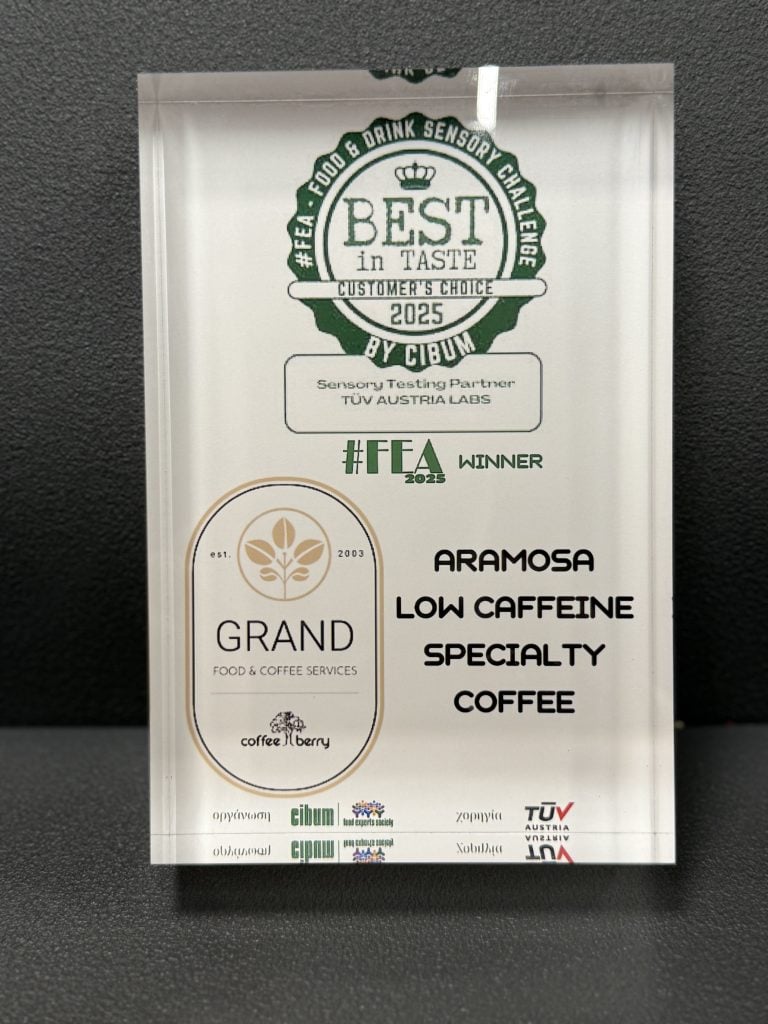 #FEA - FOOD & DRINK SENSORY CHALLENGE
BEST
in TASTE
CUSTOMER'S CHOICE
2025
BY CIBUM
Sensory Testing Partner
TÜV AUSTRIA LABS
#FEA WINNER
2025
est. 2003
GRAND
FOOD & COFFEE SERVICES
coffee berry
ARAMOSA
LOW CAFFEINE
SPECIALTY
COFFEE
οργάνωση cibum food experts society χορηγία TÜV
AUSTRIA